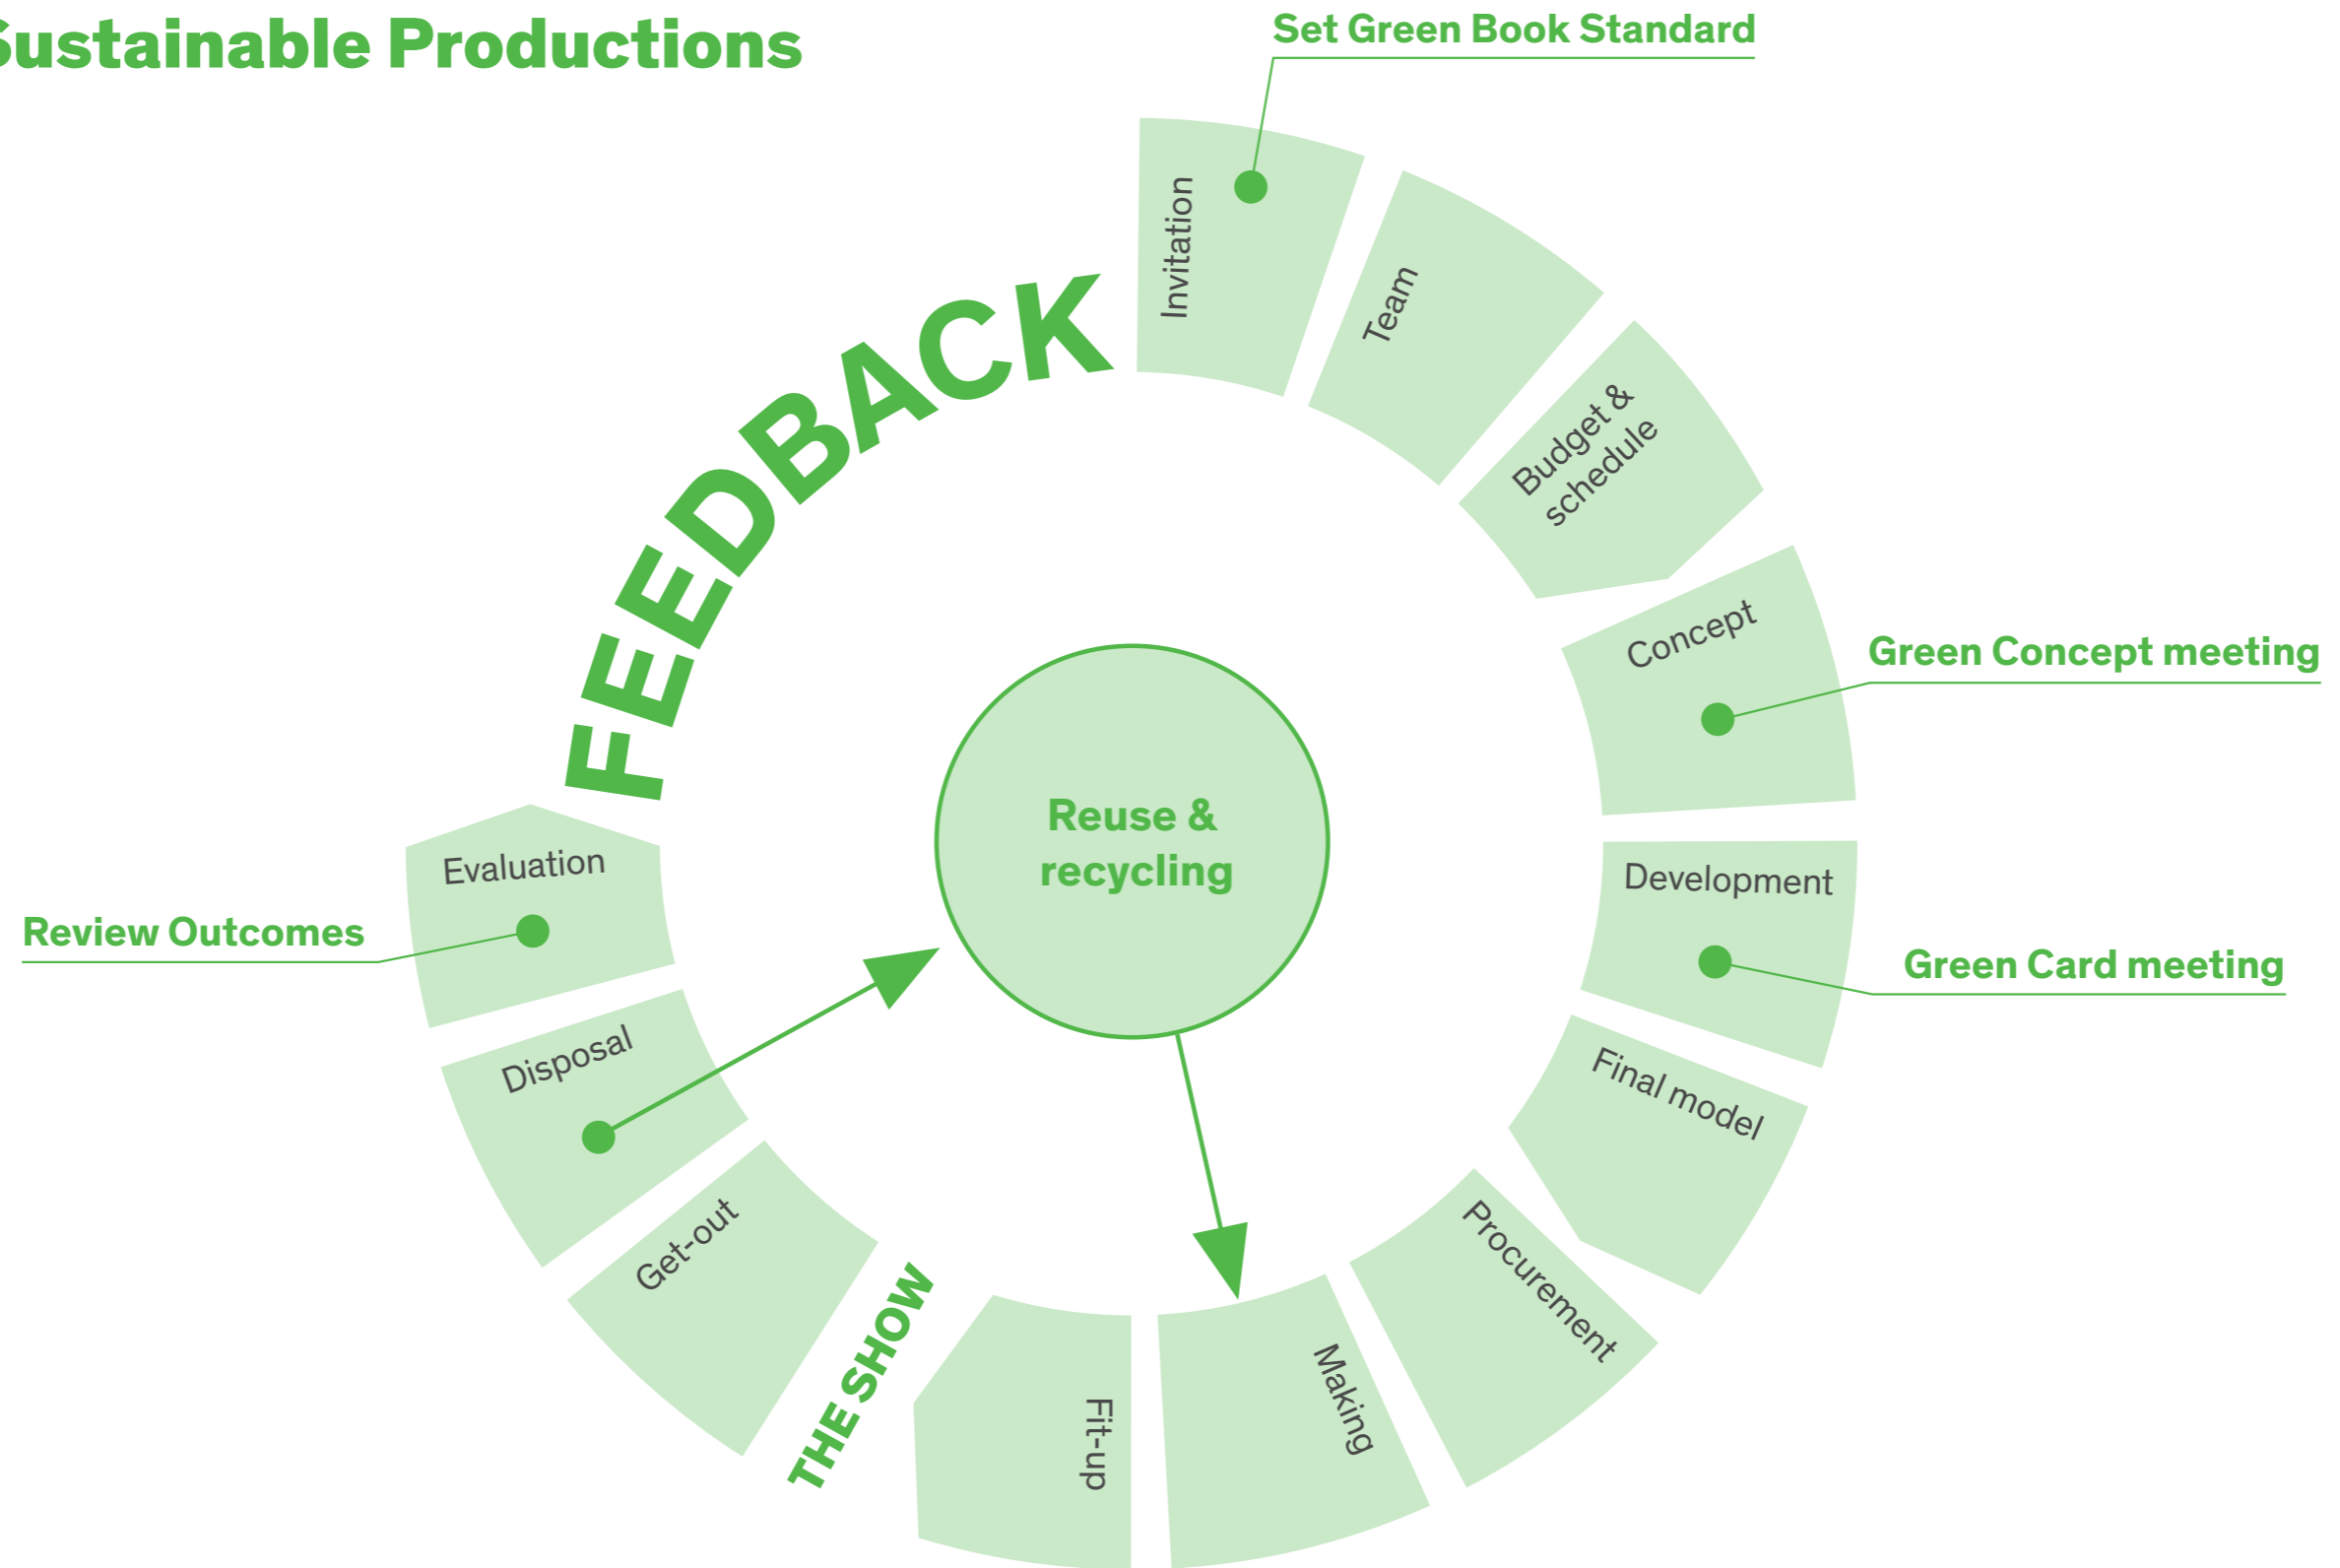 Sustainable Productions
Set Green Book Standard
Invitation
Team
Budget &
schedule
Concept
Green Concept meeting
Development
Green Card meeting
Final model
Procurement
Making
Fit-up
THE SHOW
Get-out
Disposal
Evaluation
Review Outcomes
FEEDBACK
Reuse &
recycling